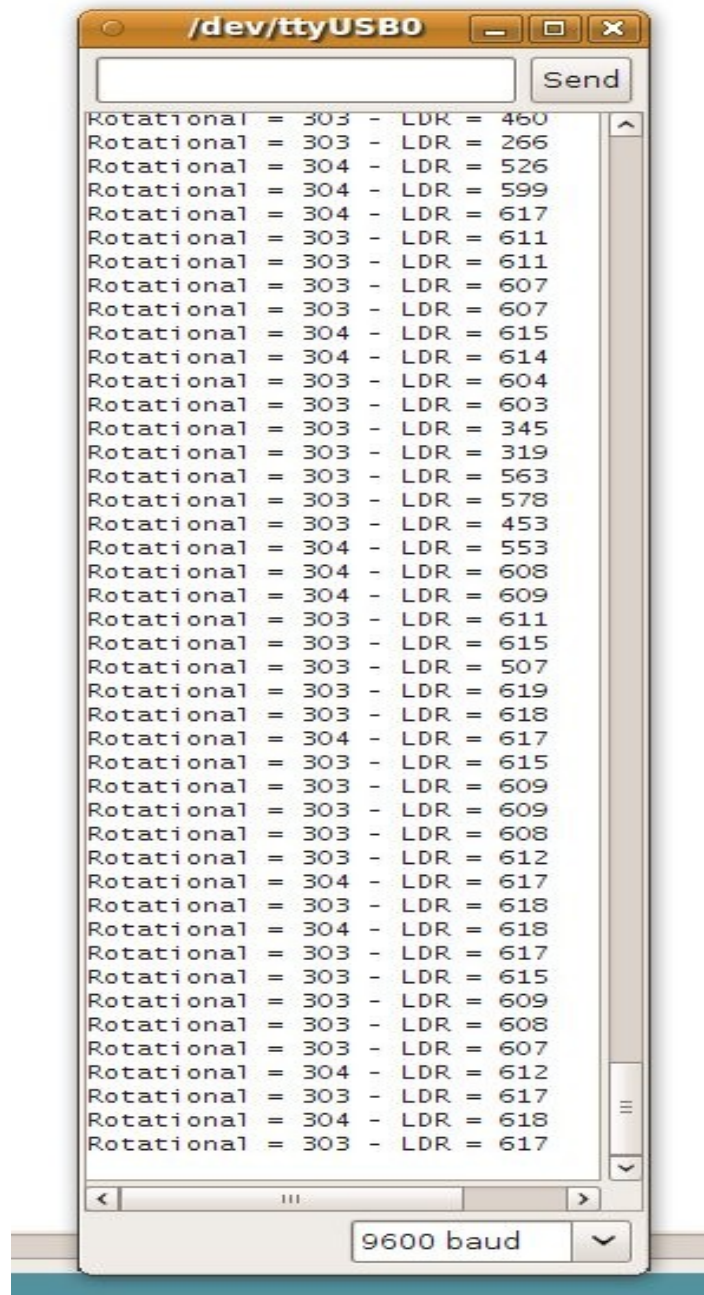 /dev/ttyUSB0
Send
Rotational = 303 - LDR = 460
Rotational = 303 - LDR = 266
Rotational = 304 - LDR = 526
Rotational = 304 - LDR = 599
Rotational = 304 - LDR = 617
Rotational = 303 - LDR = 611
Rotational = 303 - LDR = 611
Rotational = 303 - LDR = 607
Rotational = 303 - LDR = 607
Rotational = 304 - LDR = 615
Rotational = 304 - LDR = 614
Rotational = 303 - LDR = 604
Rotational = 303 - LDR = 603
Rotational = 303 - LDR = 345
Rotational = 303 - LDR = 319
Rotational = 303 - LDR = 563
Rotational = 303 - LDR = 578
Rotational = 303 - LDR = 453
Rotational = 304 - LDR = 553
Rotational = 304 - LDR = 608
Rotational = 304 - LDR = 609
Rotational = 303 - LDR = 611
Rotational = 303 - LDR = 615
Rotational = 303 - LDR = 507
Rotational = 303 - LDR = 619
Rotational = 303 - LDR = 618
Rotational = 304 - LDR = 617
Rotational = 303 - LDR = 615
Rotational = 303 - LDR = 609
Rotational = 303 - LDR = 609
Rotational = 303 - LDR = 608
Rotational = 303 - LDR = 612
Rotational = 304 - LDR = 617
Rotational = 303 - LDR = 618
Rotational = 304 - LDR = 618
Rotational = 303 - LDR = 617
Rotational = 303 - LDR = 615
Rotational = 303 - LDR = 609
Rotational = 303 - LDR = 608
Rotational = 303 - LDR = 607
Rotational = 304 - LDR = 612
Rotational = 303 - LDR = 617
Rotational = 304 - LDR = 618
Rotational = 303 - LDR = 617
9600 baud